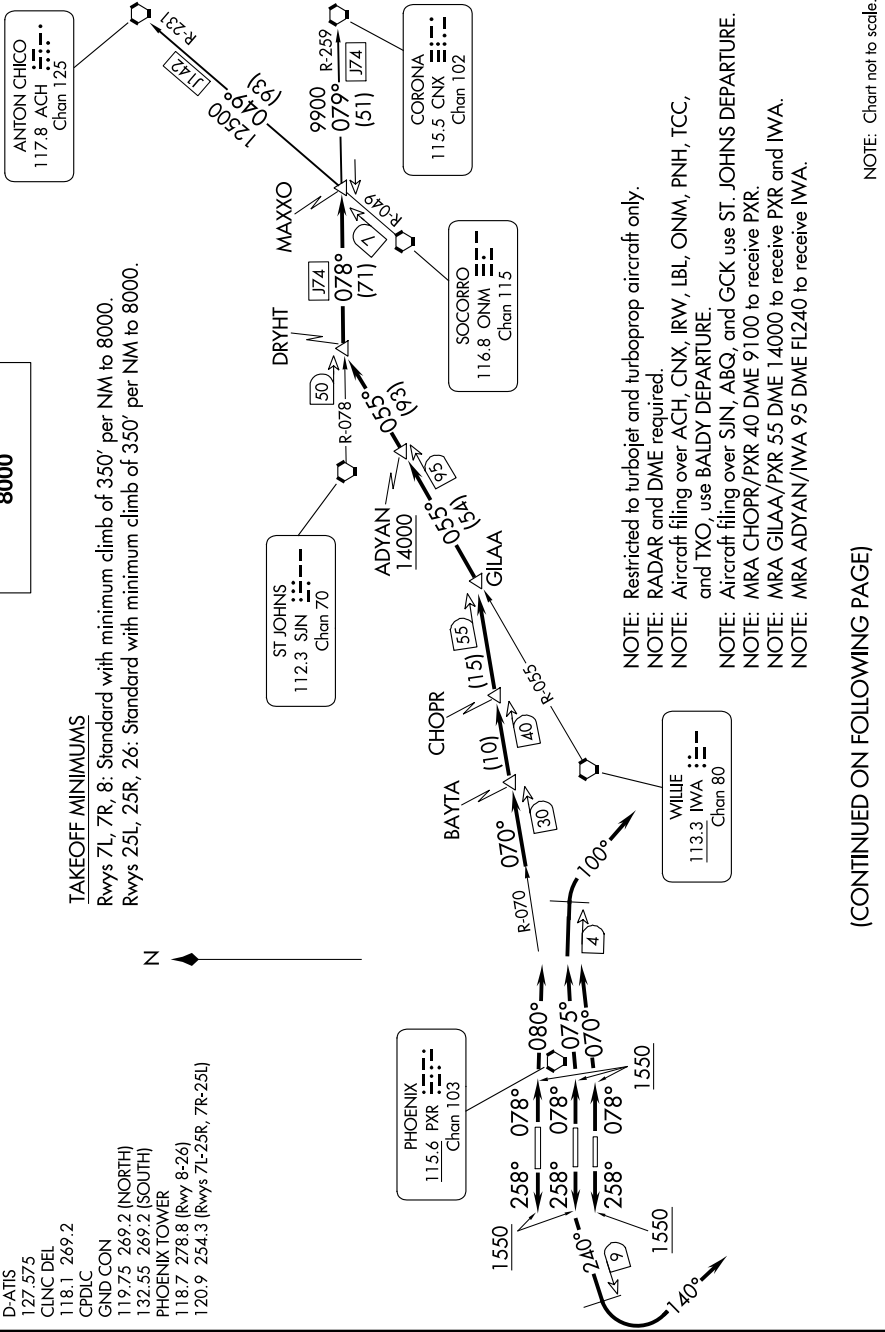 D-ATIS
127.575
CLNC DEL
118.1 269.2
CPDLC
GND CON
119.75 269.2 (NORTH)
132.55 269.2 (SOUTH)
PHOENIX TOWER
118.7 278.8 (Rwy 8-26)
120.9 254.3 (Rwys 7L-25R, 7R-25L)
8000
TAKEOFF MINIMUMS
Rwys 7L, 7R, 8: Standard with minimum climb of 350' per NM to 8000.
Rwys 25L, 25R, 26: Standard with minimum climb of 350' per NM to 8000.
N
ANTON CHICO
117.8 ACH
Chan 125
R-231
J142
12500
049°
(93)
CORONA
115.5 CNX
Chan 102
R-259
J74
9900
079°
(51)
MAXXO
R-049
7
SOCORRO
116.8 ONM
Chan 115
J74
078°
(71)
DRYHT
50
R-078
ST JOHNS
112.3 SJN
Chan 70
055°
(93)
ADYAN
14000
95
055°
(54)
GILAA
55
(15)
CHOPR
40
(10)
BAYTA
30
070°
R-070
R-055
WILLIE
113.3 IWA
Chan 80
PHOENIX
115.6 PXR
Chan 103
100°
4
080°
075°
070°
1550
078°
078°
078°
258°
258°
258°
1550
1550
240°
9
140°
NOTE: Restricted to turbojet and turboprop aircraft only.
NOTE: RADAR and DME required.
NOTE: Aircraft filing over ACH, CNX, IRW, LBL, ONM, PNH, TCC,
and TXO, use BALDY DEPARTURE.
NOTE: Aircraft filing over SJN, ABQ, and GCK use ST. JOHNS DEPARTURE.
NOTE: MRA CHOPR/PXR 40 DME 9100 to receive PXR.
NOTE: MRA GILAA/PXR 55 DME 14000 to receive PXR and IWA.
NOTE: MRA ADYAN/IWA 95 DME FL240 to receive IWA.
(CONTINUED ON FOLLOWING PAGE)
NOTE: Chart not to scale.